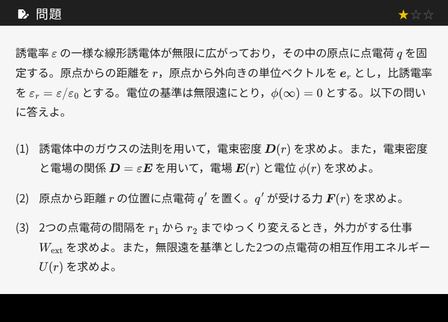 問題
誘電率 ε の一様な線形誘電体が無限に広がっており，その中の原点に点電荷 q を固
定する。原点からの距離を r，原点から外向きの単位ベクトルを e_r とし，比誘電率
を ε_r = ε/ε_0 とする。電位の基準は無限遠にとり，ϕ(∞) = 0 とする。以下の問い
に答えよ。
(1) 誘電体中のガウスの法則を用いて，電束密度 D(r) を求めよ。また，電束密度
と電場の関係 D = εE を用いて，電場 E(r) と電位 ϕ(r) を求めよ。
(2) 原点から距離 r の位置に点電荷 q′ を置く。q′ が受ける力 F(r) を求めよ。
(3) 2つの点電荷の間隔を r_1 から r_2 までゆっくり変えるとき，外力がする仕事
W_ext を求めよ。また，無限遠を基準とした2つの点電荷の相互作用エネルギー
U(r) を求めよ。